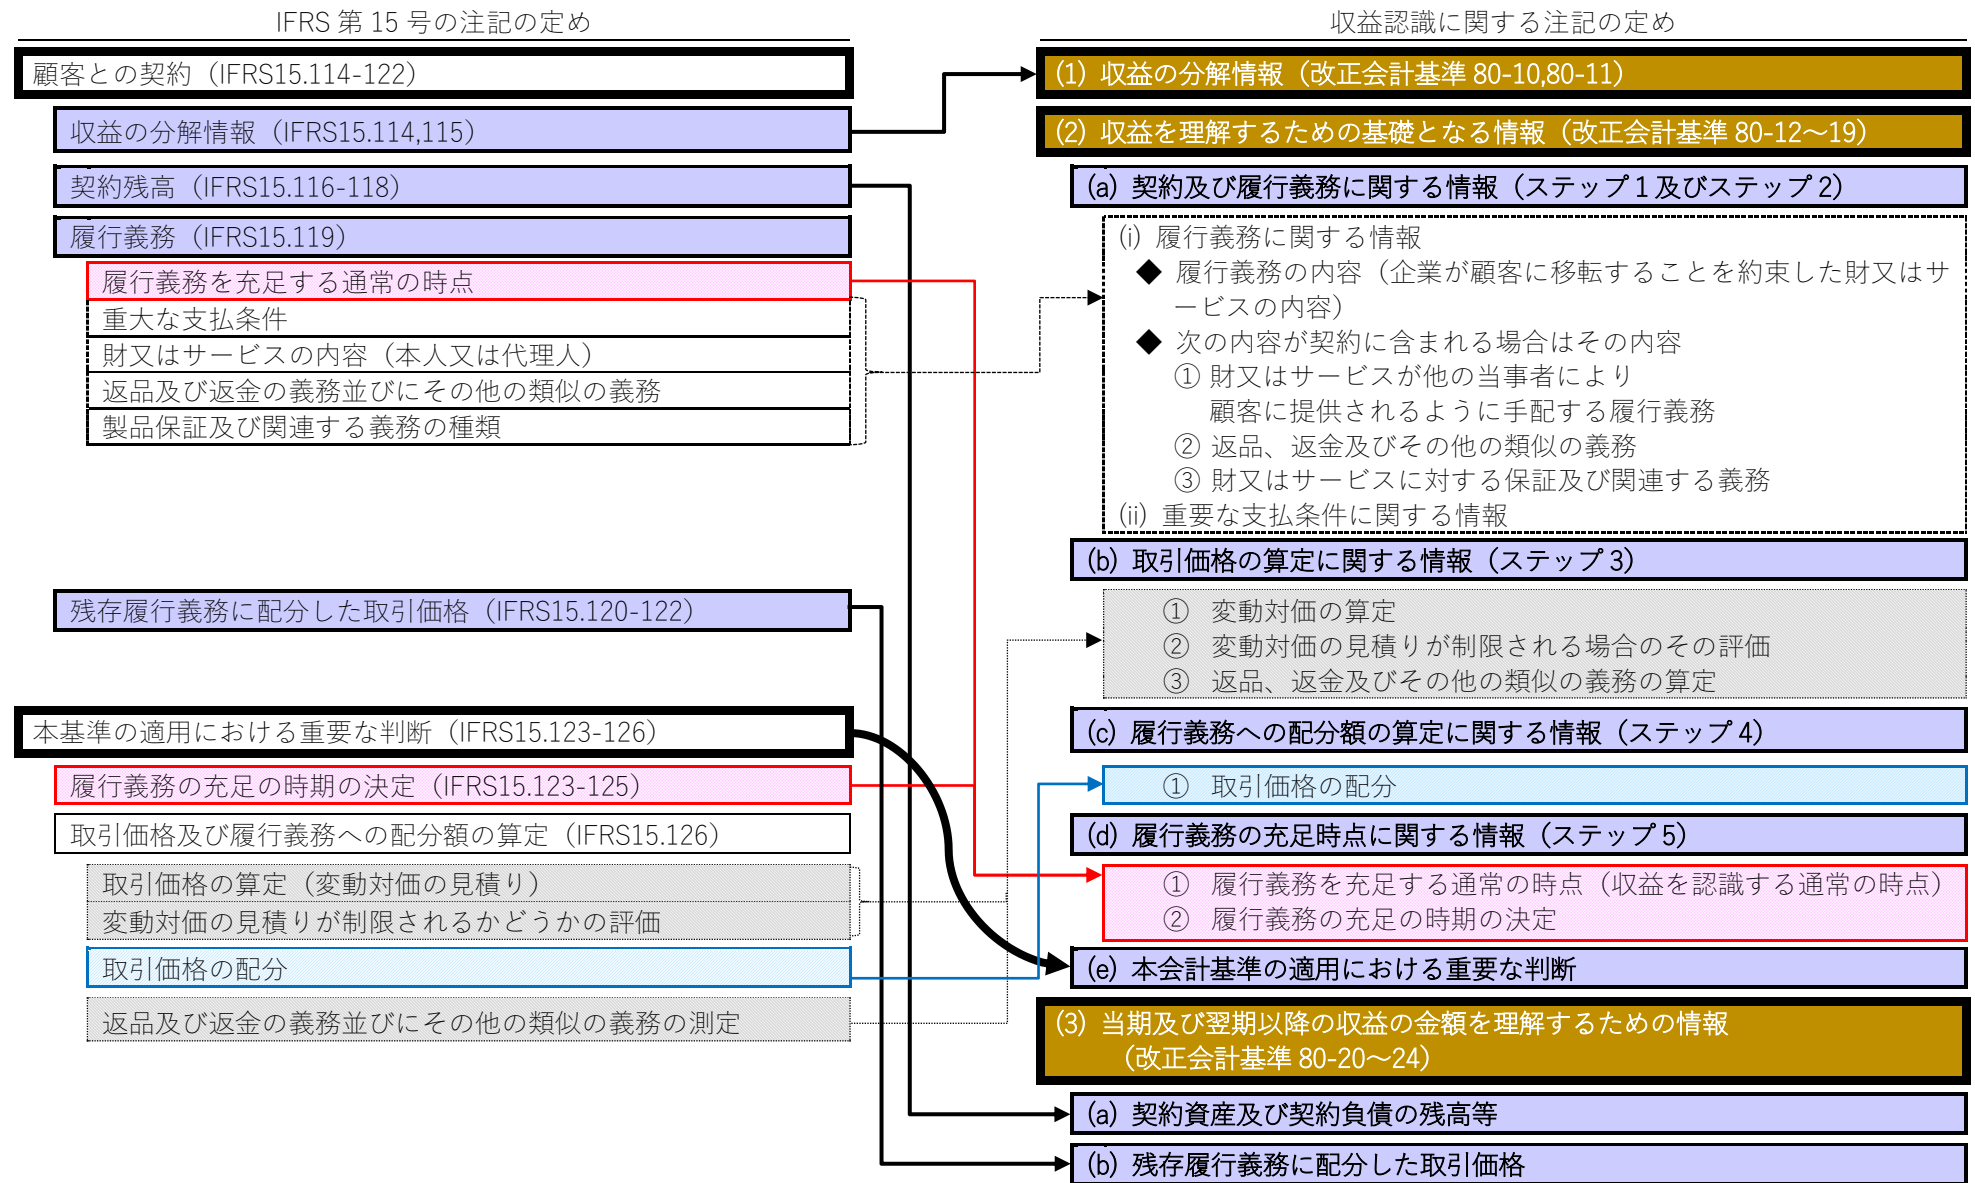 IFRS 第 15 号の注記の定め
顧客との契約（IFRS15.114-122）
収益の分解情報（IFRS15.114,115）
契約残高（IFRS15.116-118）
履行義務（IFRS15.119）
履行義務を充足する通常の時点
重大な支払条件
財又はサービスの内容（本人又は代理人）
返品及び返金の義務並びにその他の類似の義務
製品保証及び関連する義務の種類
残存履行義務に配分した取引価格（IFRS15.120-122）
本基準の適用における重要な判断（IFRS15.123-126）
履行義務の充足の時期の決定（IFRS15.123-125）
取引価格及び履行義務への配分額の算定（IFRS15.126）
取引価格の算定（変動対価の見積り）
変動対価の見積りが制限されるかどうかの評価
取引価格の配分
返品及び返金の義務並びにその他の類似の義務の測定
収益認識に関する注記の定め
(1) 収益の分解情報（改正会計基準 80-10,80-11）
(2) 収益を理解するための基礎となる情報（改正会計基準 80-12～19）
(a) 契約及び履行義務に関する情報（ステップ 1 及びステップ 2）
(i) 履行義務に関する情報
◆ 履行義務の内容（企業が顧客に移転することを約束した財又はサ
ービスの内容）
◆ 次の内容が契約に含まれる場合はその内容
① 財又はサービスが他の当事者により
顧客に提供されるように手配する履行義務
② 返品、返金及びその他の類似の義務
③ 財又はサービスに対する保証及び関連する義務
(ii) 重要な支払条件に関する情報
(b) 取引価格の算定に関する情報（ステップ 3）
① 変動対価の算定
② 変動対価の見積りが制限される場合のその評価
③ 返品、返金及びその他の類似の義務の算定
(c) 履行義務への配分額の算定に関する情報（ステップ 4）
① 取引価格の配分
(d) 履行義務の充足時点に関する情報（ステップ 5）
① 履行義務を充足する通常の時点（収益を認識する通常の時点）
② 履行義務の充足の時期の決定
(e) 本会計基準の適用における重要な判断
(3) 当期及び翌期以降の収益の金額を理解するための情報
（改正会計基準 80-20～24）
(a) 契約資産及び契約負債の残高等
(b) 残存履行義務に配分した取引価格